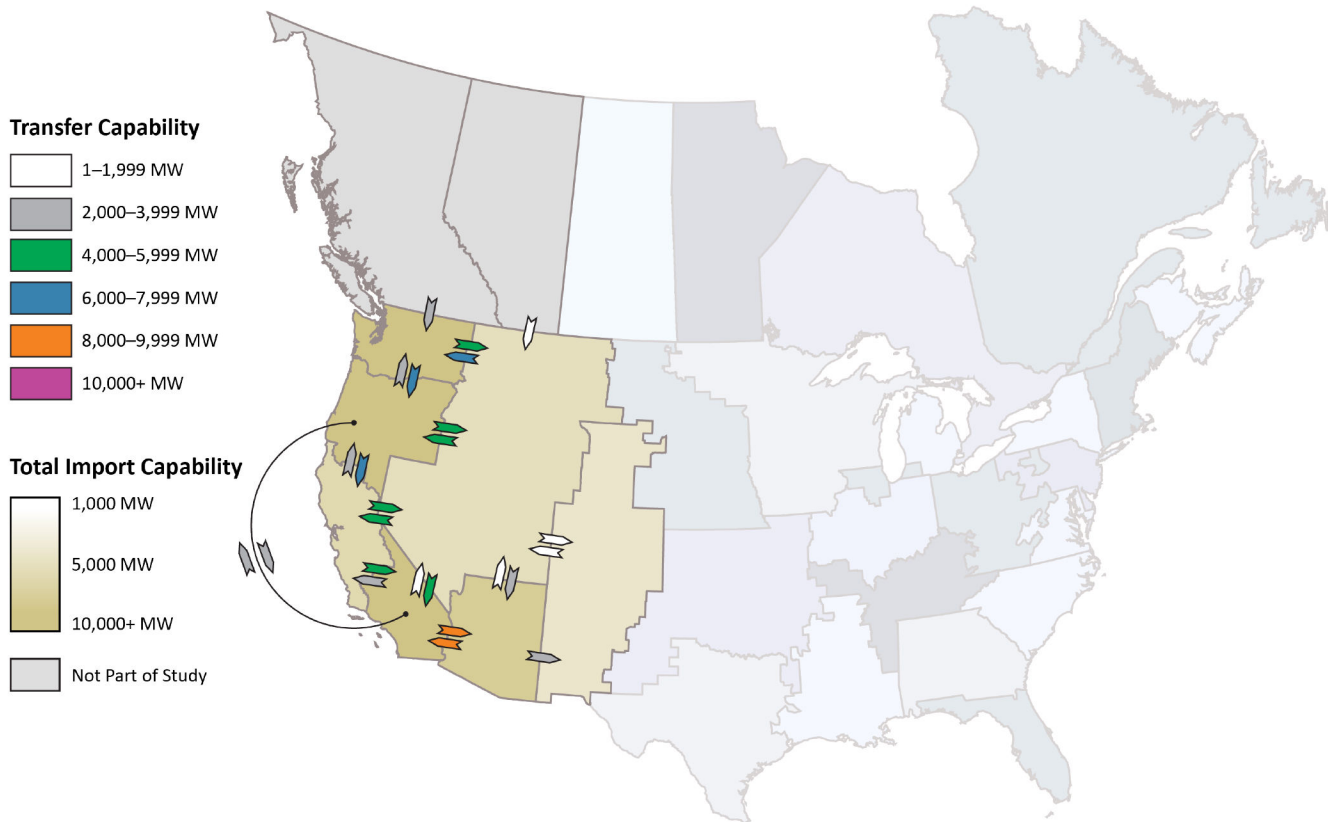 Transfer Capability
1–1,999 MW
2,000–3,999 MW
4,000–5,999 MW
6,000–7,999 MW
8,000–9,999 MW
10,000+ MW
Total Import Capability
1,000 MW
5,000 MW
10,000+ MW
Not Part of Study